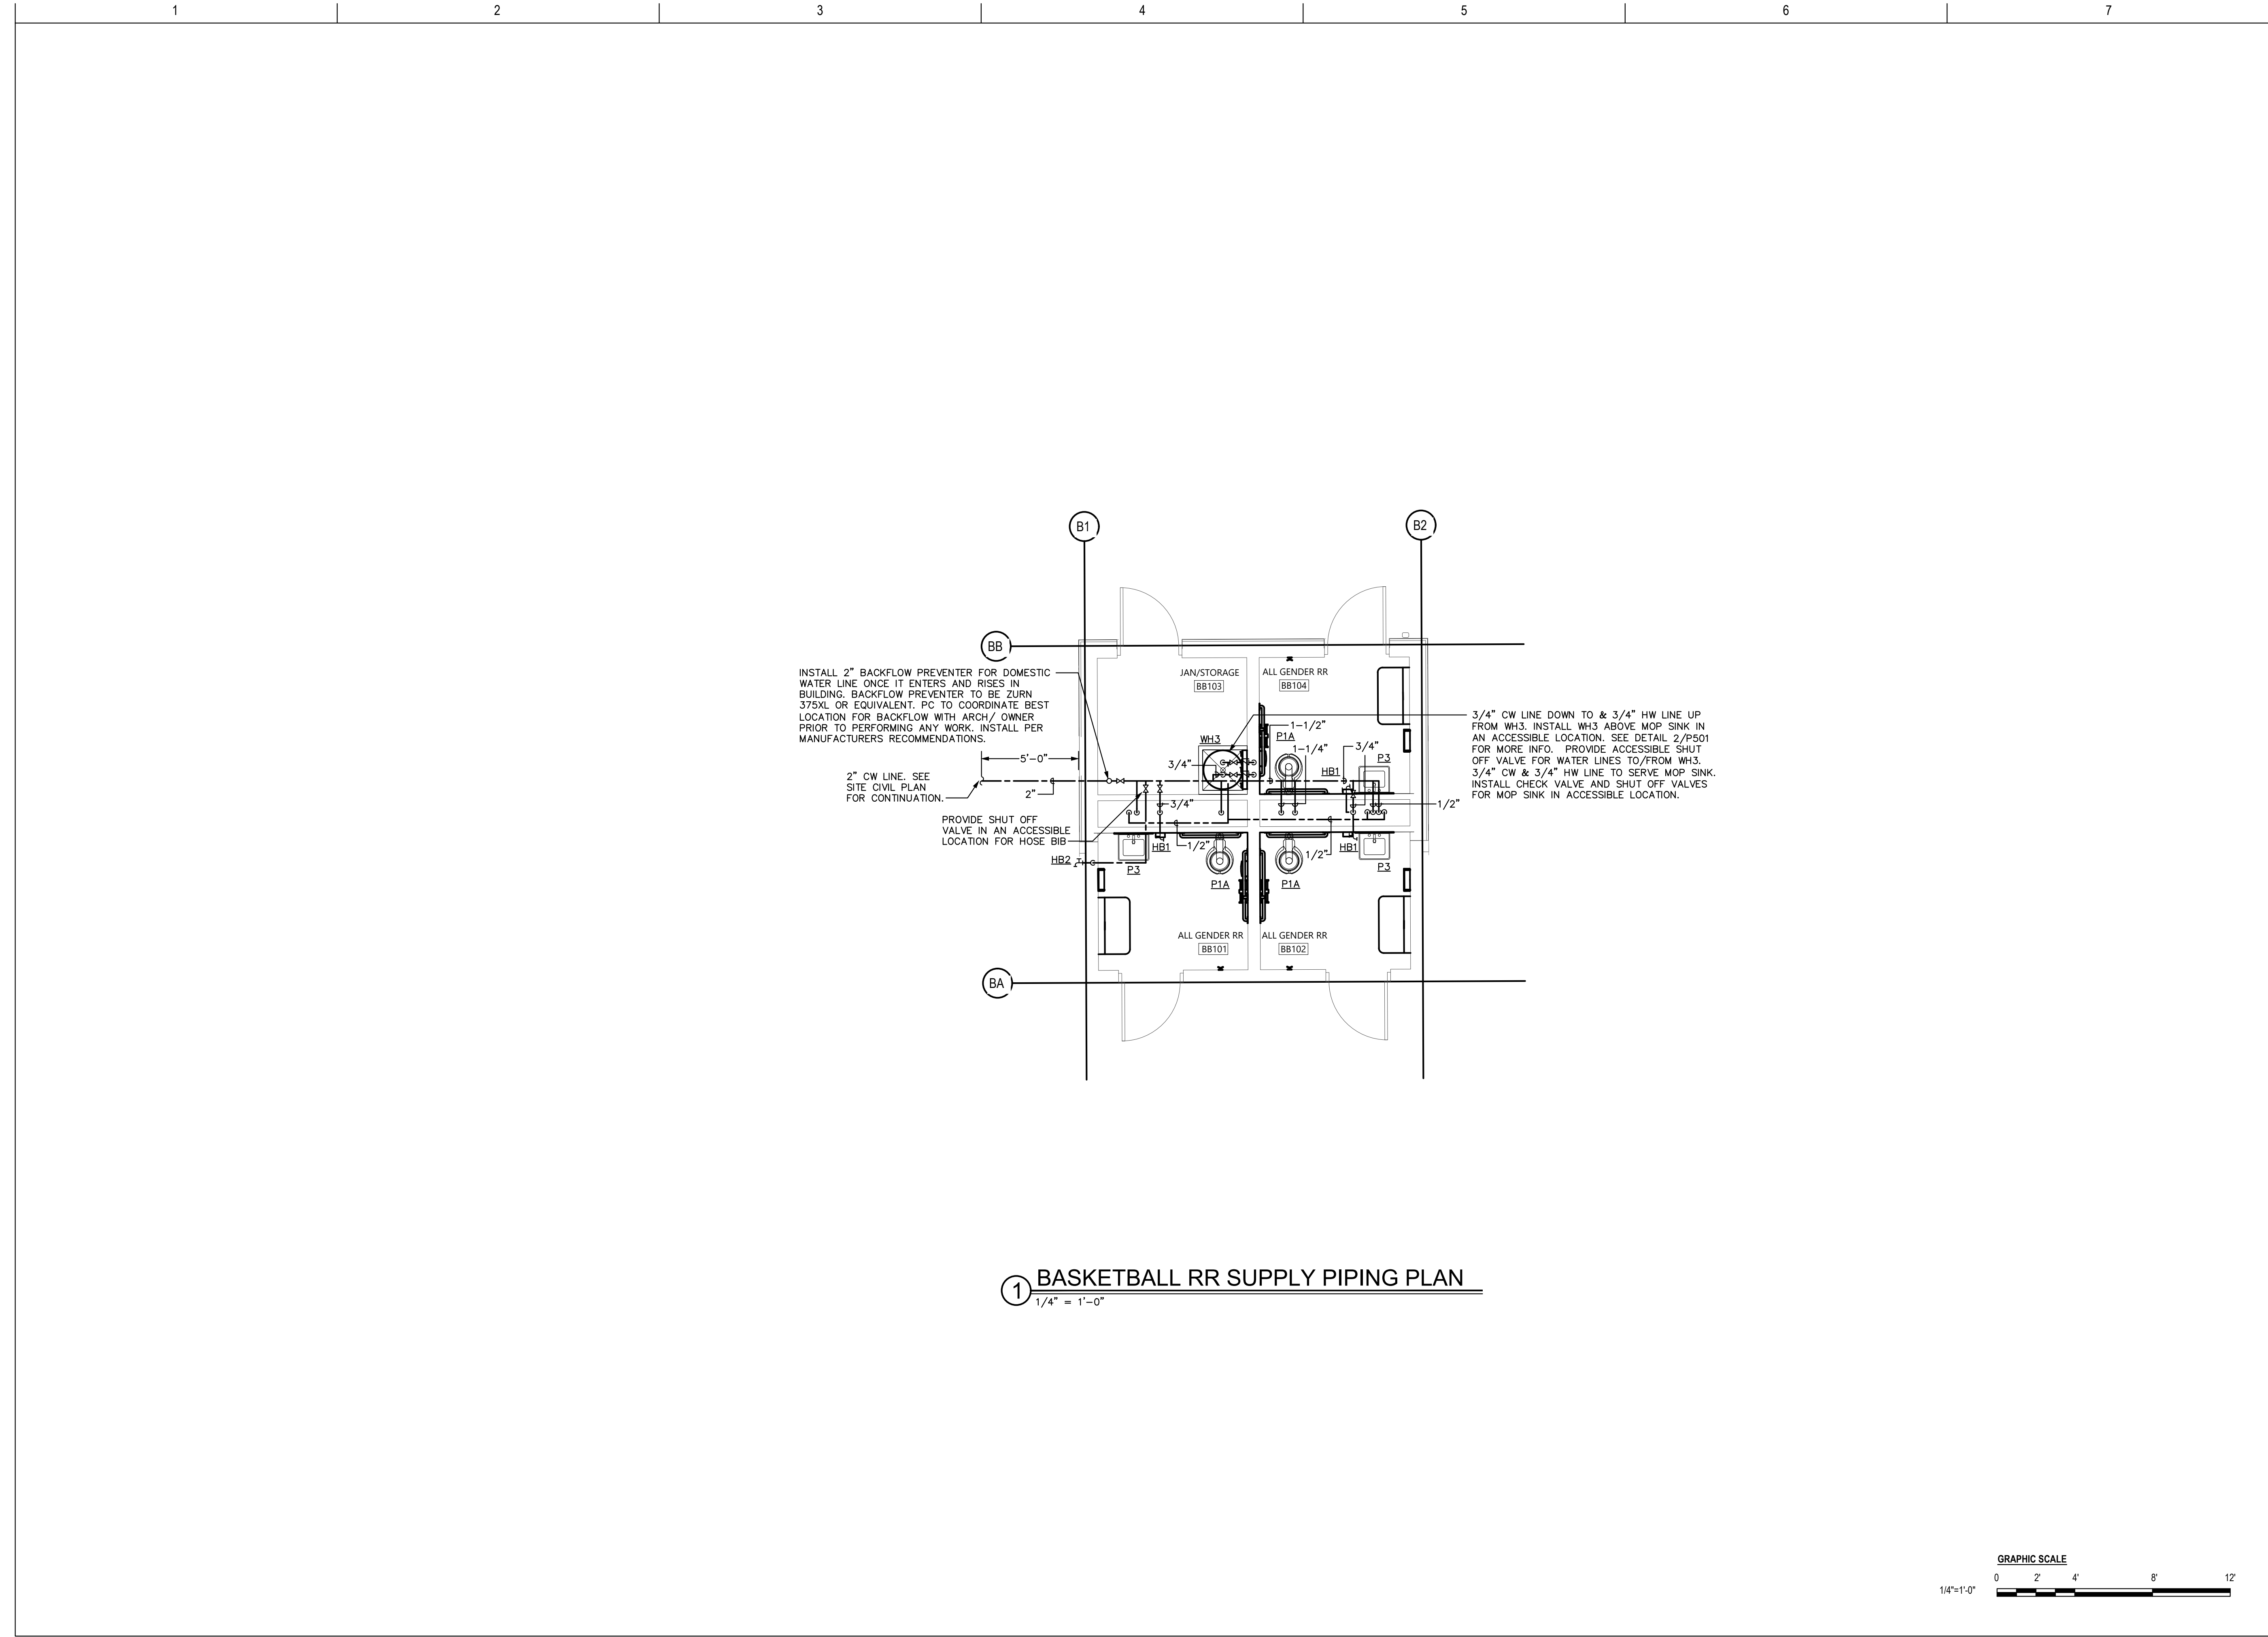 1 2 3 4 5 6 7
B1
B2
BB
INSTALL 2" BACKFLOW PREVENTER FOR DOMESTIC
WATER LINE ONCE IT ENTERS AND RISES IN
BUILDING. BACKFLOW PREVENTER TO BE ZURN
375XL OR EQUIVALENT. PC TO COORDINATE BEST
LOCATION FOR BACKFLOW WITH ARCH/ OWNER
PRIOR TO PERFORMING ANY WORK. INSTALL PER
MANUFACTURERS RECOMMENDATIONS.
5'-0"
2" CW LINE. SEE
SITE CIVIL PLAN
FOR CONTINUATION.
2"
PROVIDE SHUT OFF
VALVE IN AN ACCESSIBLE
LOCATION FOR HOSE BIB
HB2
JAN/STORAGE
BB103
ALL GENDER RR
BB104
WH3
3/4"
1-1/2"
P1A
1-1/4"
3/4"
HB1
P3
3/4"
1/2"
HB1
1/2"
1/2"
HB1
P3
P1A
P1A
P3
ALL GENDER RR
BB101
ALL GENDER RR
BB102
3/4" CW LINE DOWN TO & 3/4" HW LINE UP
FROM WH3. INSTALL WH3 ABOVE MOP SINK IN
AN ACCESSIBLE LOCATION. SEE DETAIL 2/P501
FOR MORE INFO. PROVIDE ACCESSIBLE SHUT
OFF VALVE FOR WATER LINES TO/FROM WH3.
3/4" CW & 3/4" HW LINE TO SERVE MOP SINK.
INSTALL CHECK VALVE AND SHUT OFF VALVES
FOR MOP SINK IN ACCESSIBLE LOCATION.
BA
1 BASKETBALL RR SUPPLY PIPING PLAN
1/4" = 1'-0"
GRAPHIC SCALE
0 2' 4' 8' 12'
1/4"=1'-0"